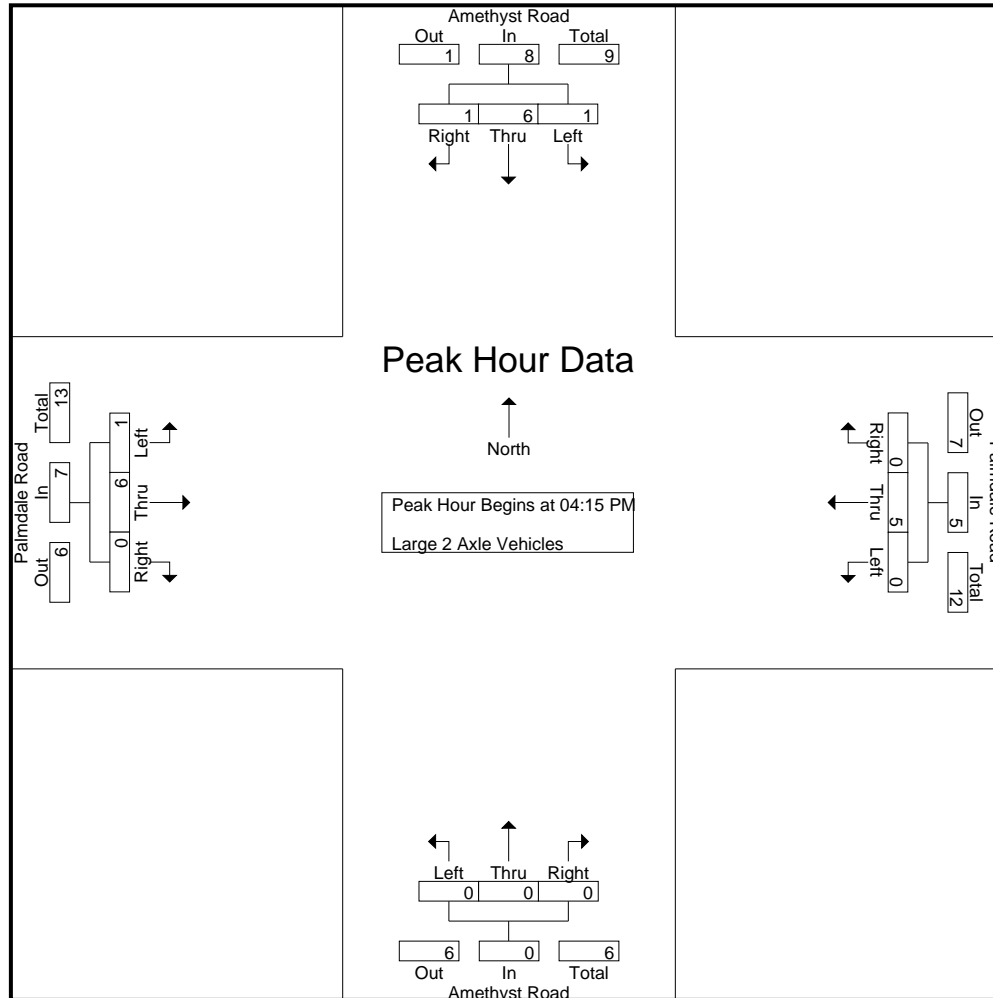 Amethyst Road
Out In Total
1 8 9
1 6 1
Right Thru Left
Peak Hour Data
North
Peak Hour Begins at 04:15 PM
Large 2 Axle Vehicles
Palmdale Road
Out In Total
6 7 13
Left Thru Right
1 6 0
Out In Total
7 5 12
Right Thru Left
0 5 0
Left Thru Right
0 0 0
6 0 6
Out In Total
Amethyst Road